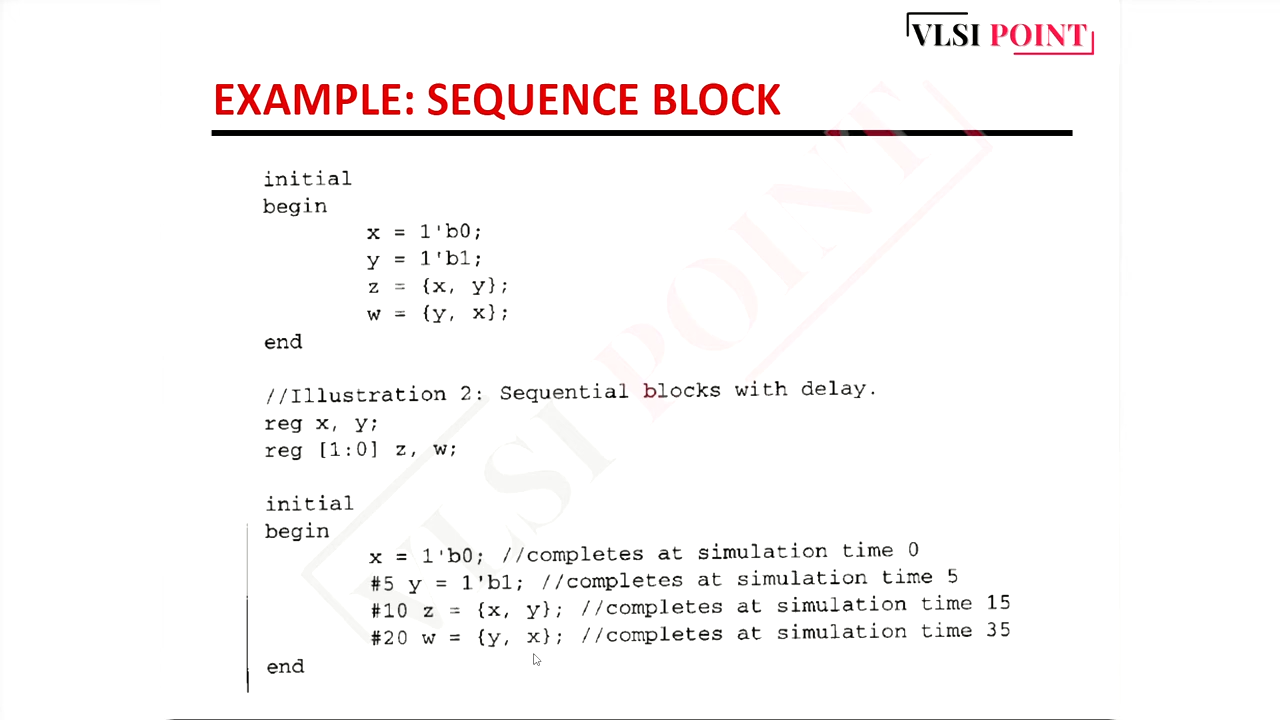 VLSI POINT
EXAMPLE: SEQUENCE BLOCK
initial
begin
x = 1'b0;
y = 1'b1;
z = {x, y};
w = {y, x};
end
//Illustration 2: Sequential blocks with delay.
reg x, y;
reg [1:0] z, w;
initial
begin
x = 1'b0; //completes at simulation time 0
#5 y = 1'b1; //completes at simulation time 5
#10 z = {x, y}; //completes at simulation time 15
#20 w = {y, x}; //completes at simulation time 35
end
VLSI POINT